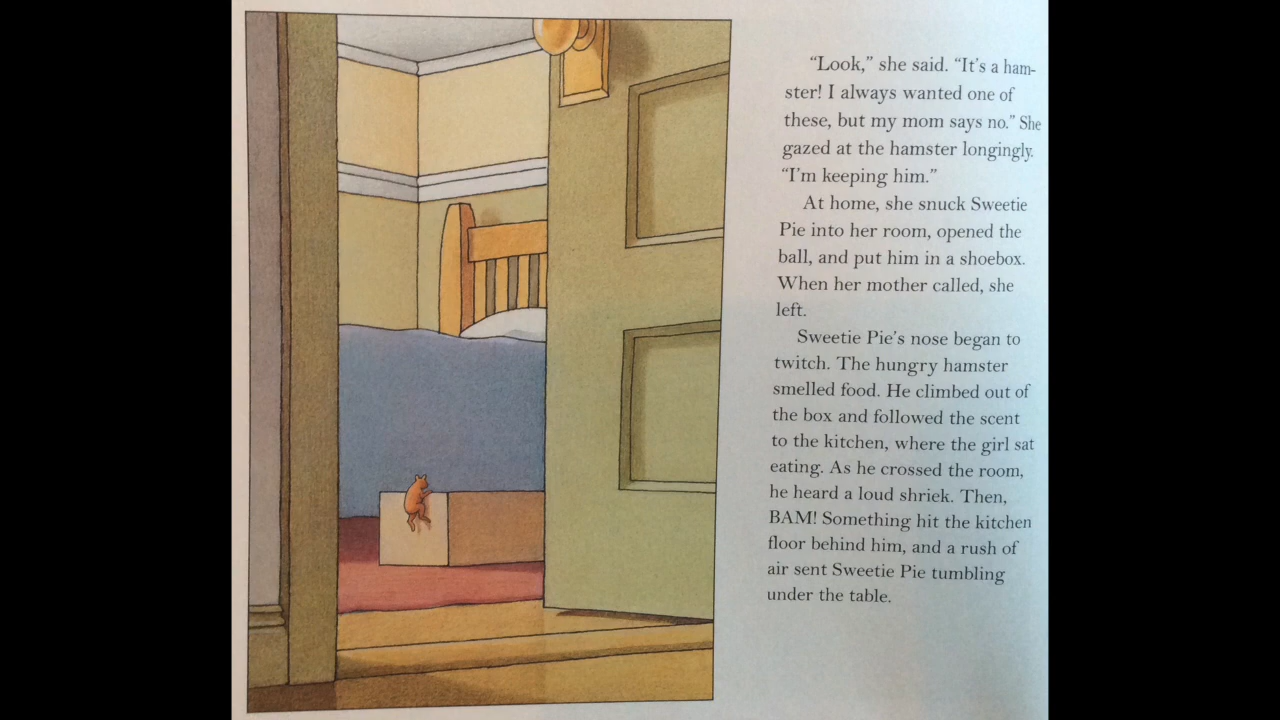 “Look,” she said. “It’s a ham-
ster! I always wanted one of
these, but my mom says no.” She
gazed at the hamster longingly.
“I’m keeping him.”
At home, she snuck Sweetie
Pie into her room, opened the
ball, and put him in a shoebox.
When her mother called, she
left.
Sweetie Pie’s nose began to
twitch. The hungry hamster
smelled food. He climbed out of
the box and followed the scent
to the kitchen, where the girl sat
eating. As he crossed the room,
he heard a loud shriek. Then,
BAM! Something hit the kitchen
floor behind him, and a rush of
air sent Sweetie Pie tumbling
under the table.